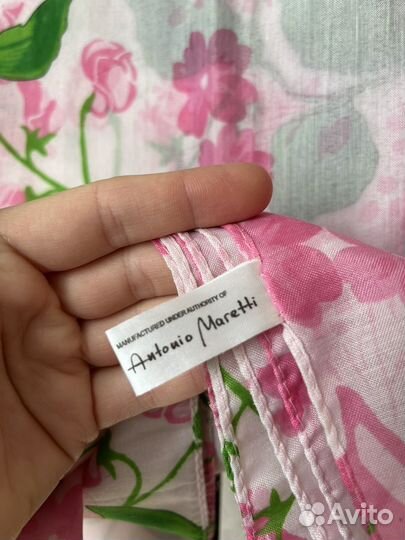 MANUFACTURED UNDER AUTHORITY OF
Antonio Maretti
Avito